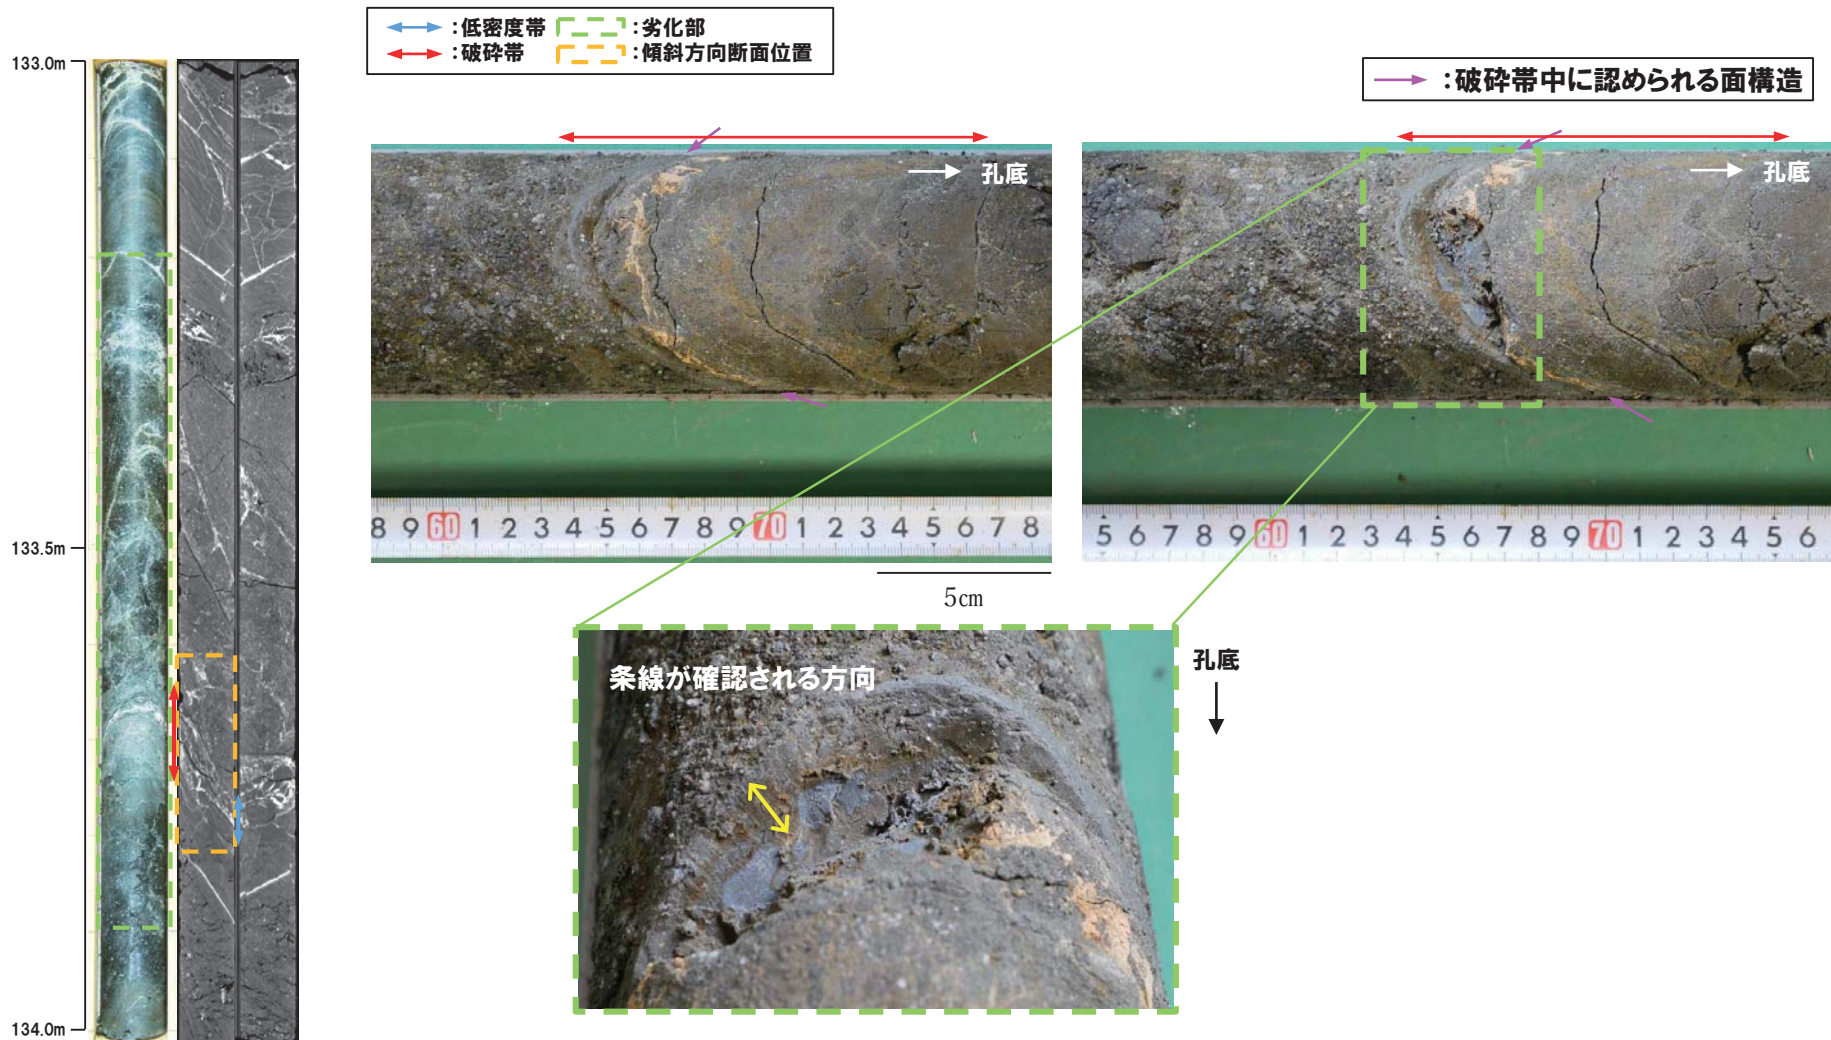 :低密度帯
:劣化部
:破砕帯
:傾斜方向断面位置
:破砕帯中に認められる面構造
133.0m
133.5m
134.0m
孔底
孔底
8 9 60 1 2 3 4 5 6 7 8 9 70 1 2 3 4 5 6 7 8
5 6 7 8 9 60 1 2 3 4 5 6 7 8 9 70 1 2 3 4 5 6
5cm
条線が確認される方向
孔底